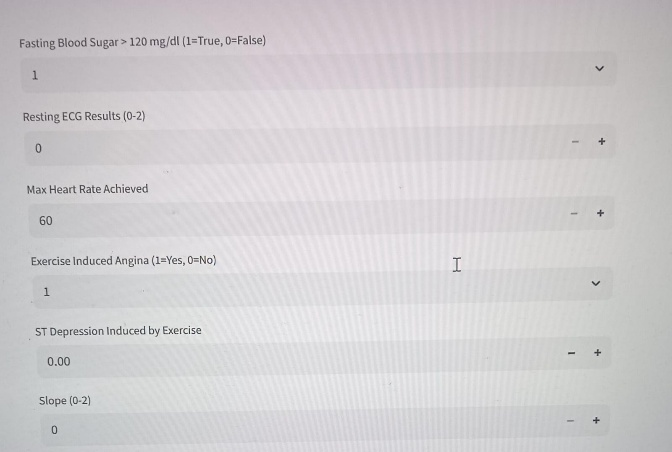 Fasting Blood Sugar > 120 mg/dl (1=True, 0=False)
1
Resting ECG Results (0-2)
0
Max Heart Rate Achieved
60
Exercise Induced Angina (1=Yes, 0=No)
1
ST Depression Induced by Exercise
0.00
Slope (0-2)
0